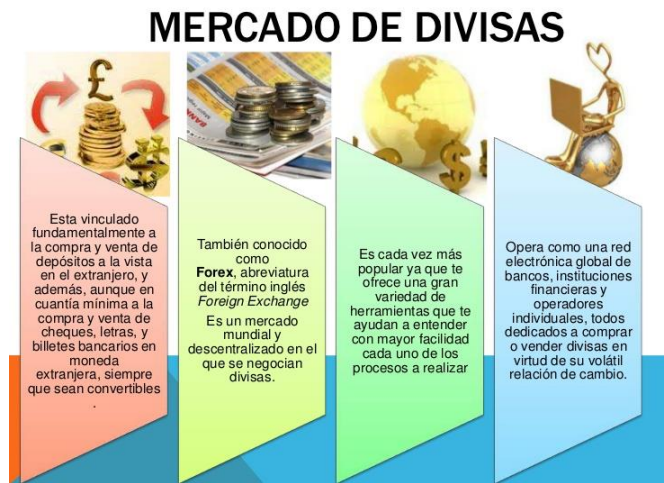 MERCADO DE DIVISAS
Esta vinculado
fundamentalmente a
la compra y venta de
depósitos a la vista
en el extranjero, y
además, aunque en
cuantía mínima a la
compra y venta de
cheques, letras, y
billetes bancarios en
moneda
extranjera, siempre
que sean convertibles
.
También conocido
como
Forex, abreviatura
del término inglés
Foreign Exchange
Es un mercado
mundial y
descentralizado en el
que se negocian
divisas.
Es cada vez más
popular ya que te
ofrece una gran
variedad de
herramientas que te
ayudan a entender
con mayor facilidad
cada uno de los
procesos a realizar
Opera como una red
electrónica global de
bancos, instituciones
financieras y
operadores
individuales, todos
dedicados a comprar
o vender divisas en
virtud de su volátil
relación de cambio.